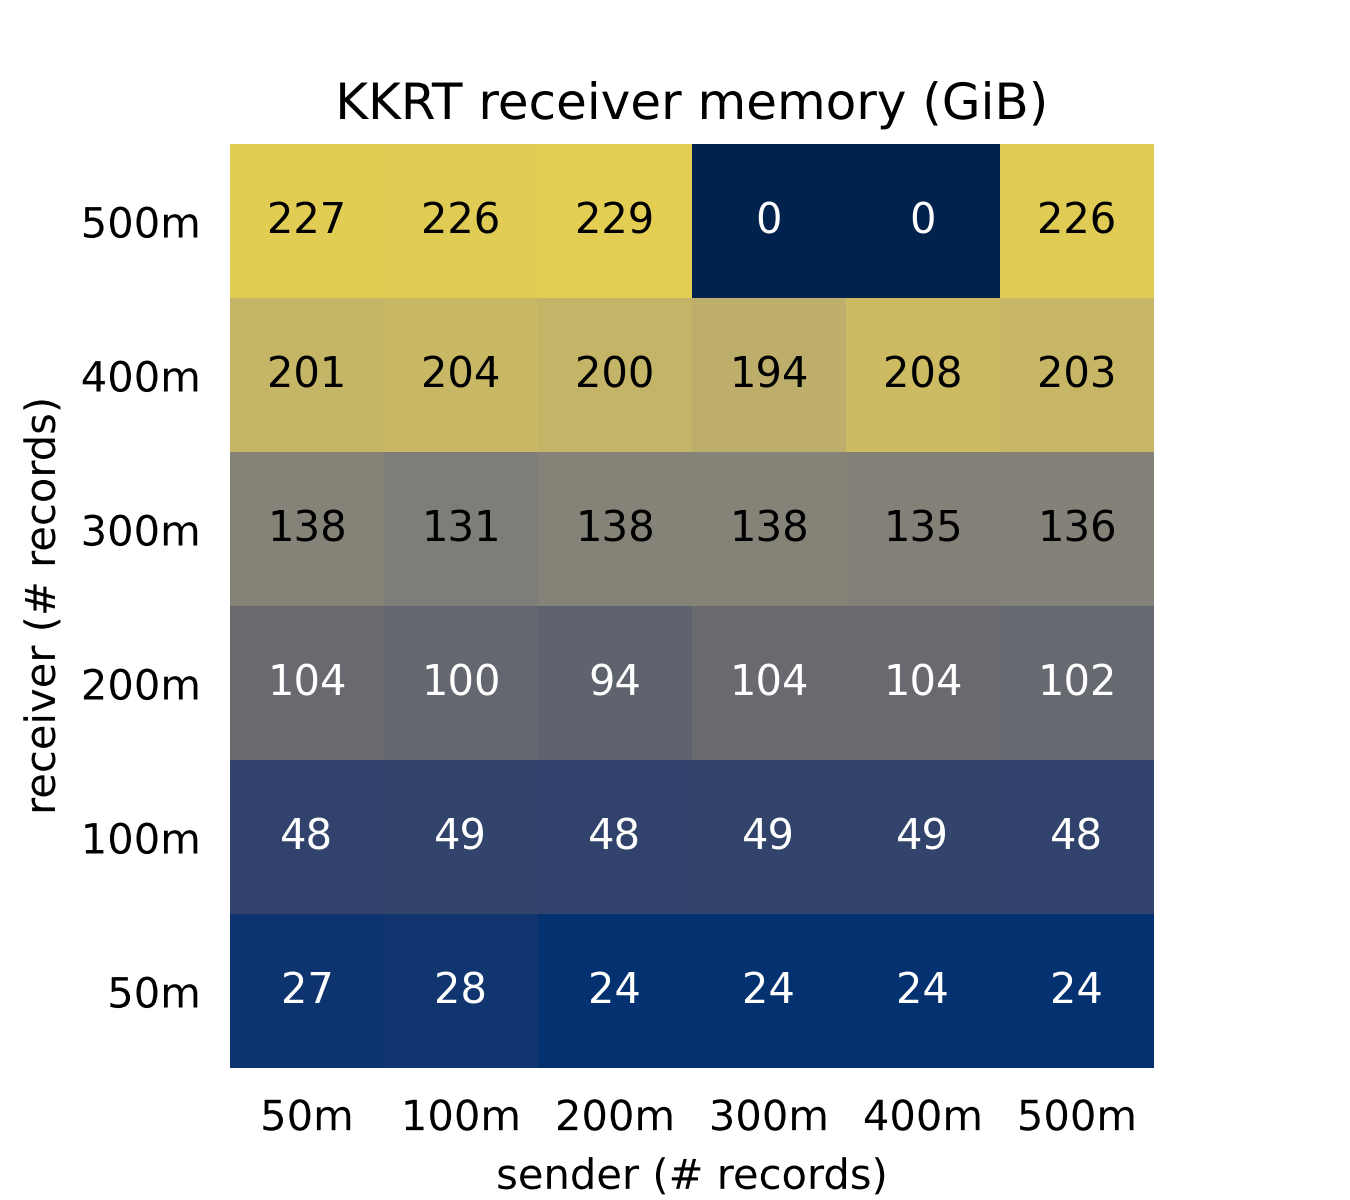 KKRT receiver memory (GiB)
500m 227 226 229 0 0 226
400m 201 204 200 194 208 203
300m 138 131 138 138 135 136
200m 104 100 94 104 104 102
100m 48 49 48 49 49 48
50m 27 28 24 24 24 24
50m 100m 200m 300m 400m 500m
sender (# records)
receiver (# records)